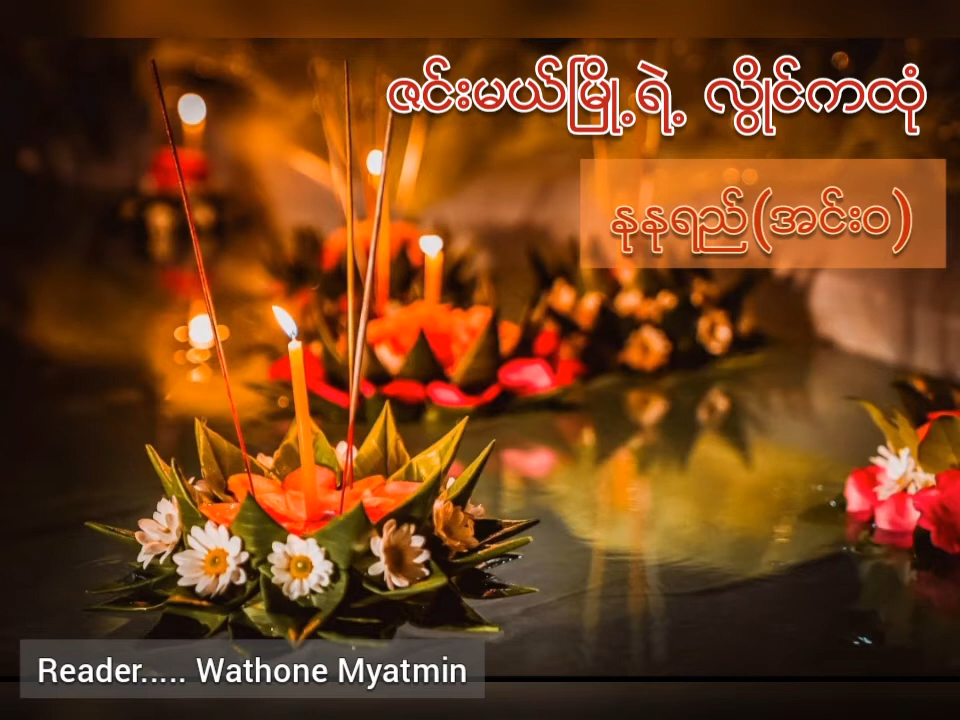 ဇင်းမယ်မြို့ရဲ့ လွိုင်ကထုံ
နုနုရည်(အင်းဝ)
Reader..... Wathone Myatmin